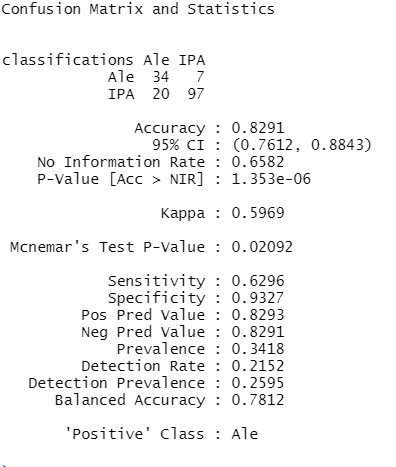 Confusion Matrix and Statistics
classifications Ale IPA
Ale 34 7
IPA 20 97
Accuracy : 0.8291
95% CI : (0.7612, 0.8843)
No Information Rate : 0.6582
P-Value [Acc > NIR] : 1.353e-06
Kappa : 0.5969
Mcnemar's Test P-Value : 0.02092
Sensitivity : 0.6296
Specificity : 0.9327
Pos Pred Value : 0.8293
Neg Pred Value : 0.8291
Prevalence : 0.3418
Detection Rate : 0.2152
Detection Prevalence : 0.2595
Balanced Accuracy : 0.7812
'Positive' Class : Ale